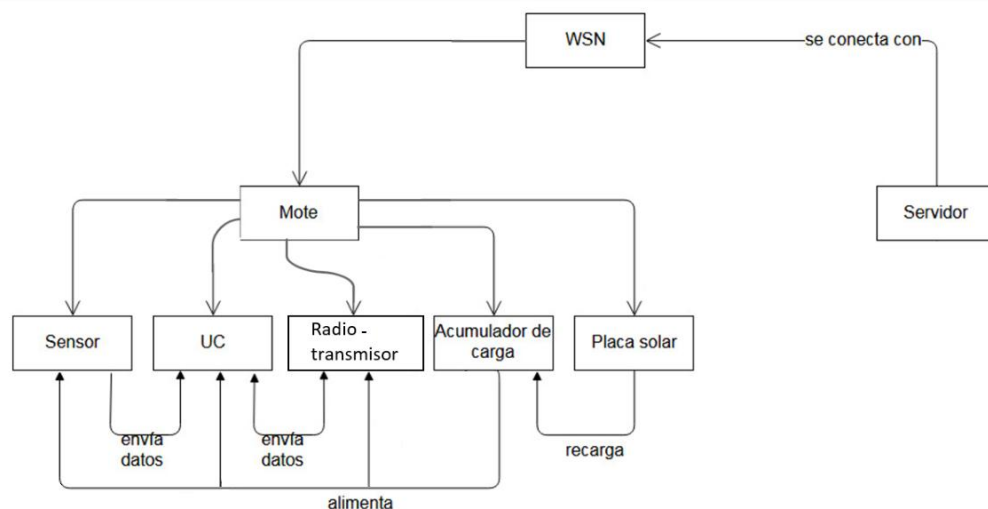 WSN
se conecta con
Mote
Servidor
Sensor
UC
Radio -
transmisor
Acumulador de
carga
Placa solar
envía
datos
envía
datos
recarga
alimenta